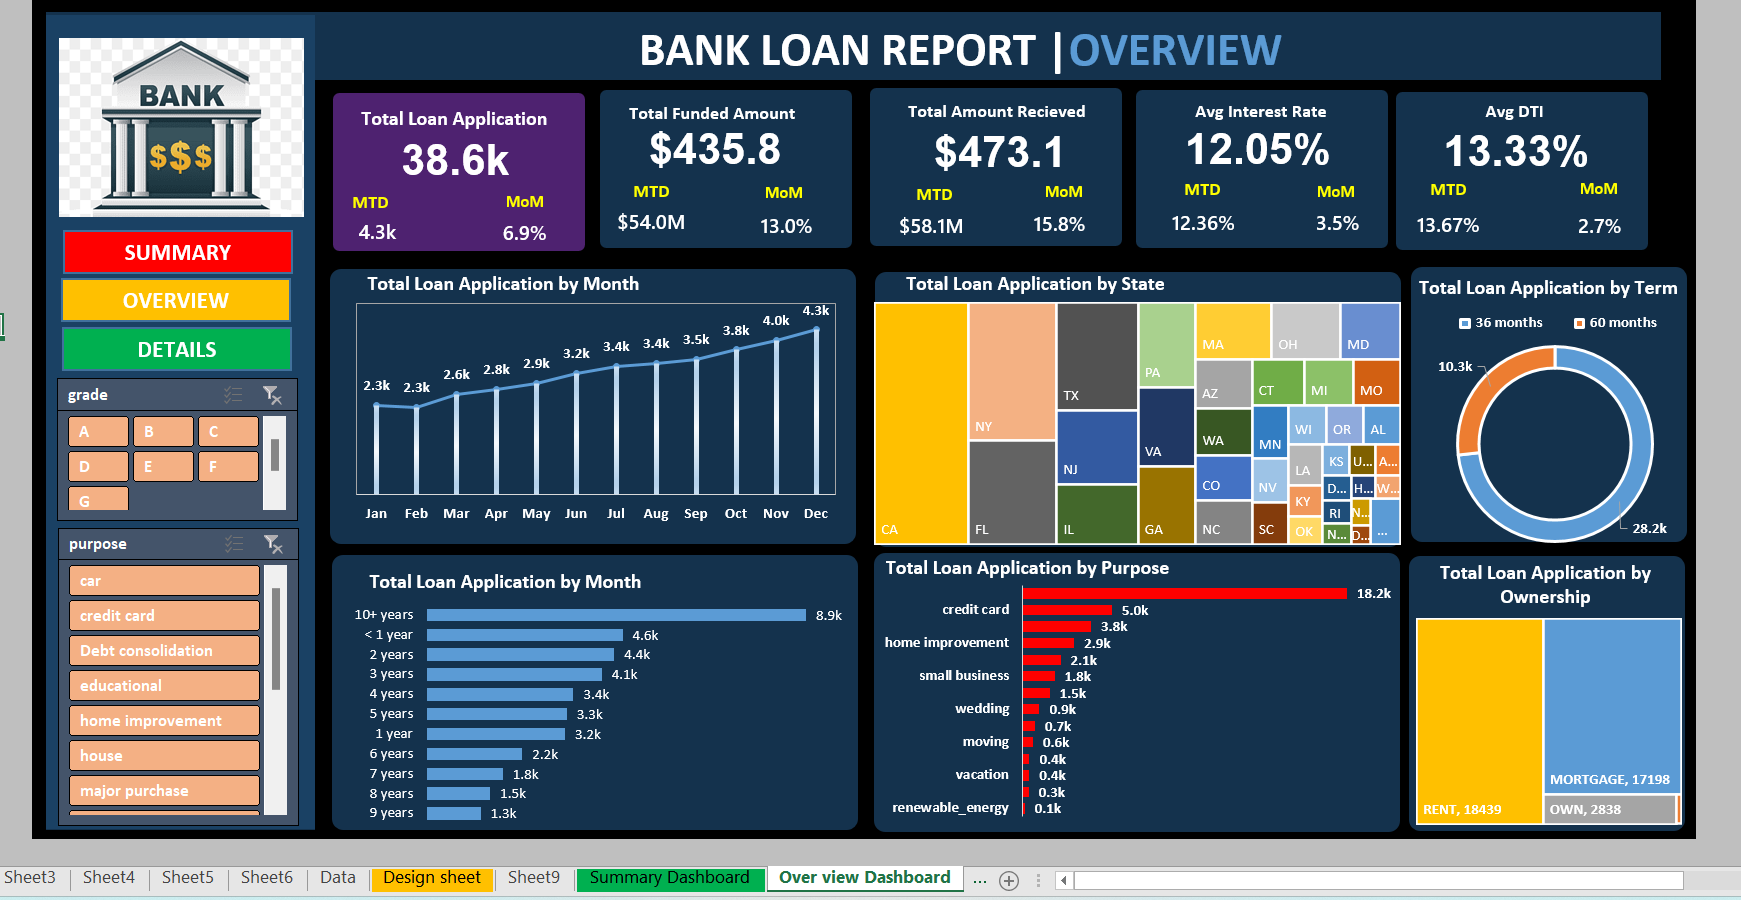 BANK LOAN REPORT |OVERVIEW
BANK
$$$
SUMMARY
OVERVIEW
DETAILS
grade
A
B
C
D
E
F
G
purpose
car
credit card
Debt consolidation
educational
home improvement
house
major purchase
Total Loan Application
38.6k
MTD
MoM
4.3k
6.9%
Total Funded Amount
$435.8
MTD
MoM
$54.0M
13.0%
Total Amount Recieved
$473.1
MTD
MoM
$58.1M
15.8%
Avg Interest Rate
12.05%
MTD
MoM
12.36%
3.5%
Avg DTI
13.33%
MTD
MoM
13.67%
2.7%
Total Loan Application by Month
2.3k
2.3k
2.6k
2.8k
2.9k
3.2k
3.4k
3.4k
3.5k
3.8k
4.0k
4.3k
Jan
Feb
Mar
Apr
May
Jun
Jul
Aug
Sep
Oct
Nov
Dec
Total Loan Application by State
CA
NY
FL
TX
NJ
IL
PA
VA
GA
MA
OH
MD
AZ
CT
MI
MO
WA
CO
NC
MN
NV
SC
WI
OR
AL
LA
KY
OK
KS
U...
A...
D...
H...
W...
RI
N...
N...
D...
...
Total Loan Application by Term
36 months
60 months
10.3k
28.2k
Total Loan Application by Month
10+ years
8.9k
< 1 year
4.6k
2 years
4.4k
3 years
4.1k
4 years
3.4k
5 years
3.3k
1 year
3.2k
6 years
2.2k
7 years
1.8k
8 years
1.5k
9 years
1.3k
Total Loan Application by Purpose
18.2k
credit card
5.0k
3.8k
home improvement
2.9k
2.1k
small business
1.8k
1.5k
wedding
0.9k
0.7k
moving
0.6k
0.4k
vacation
0.4k
0.3k
renewable_energy
0.1k
Total Loan Application by
Ownership
RENT, 18439
MORTGAGE, 17198
OWN, 2838
Sheet3
Sheet4
Sheet5
Sheet6
Data
Design sheet
Sheet9
Summary Dashboard
Over view Dashboard
...